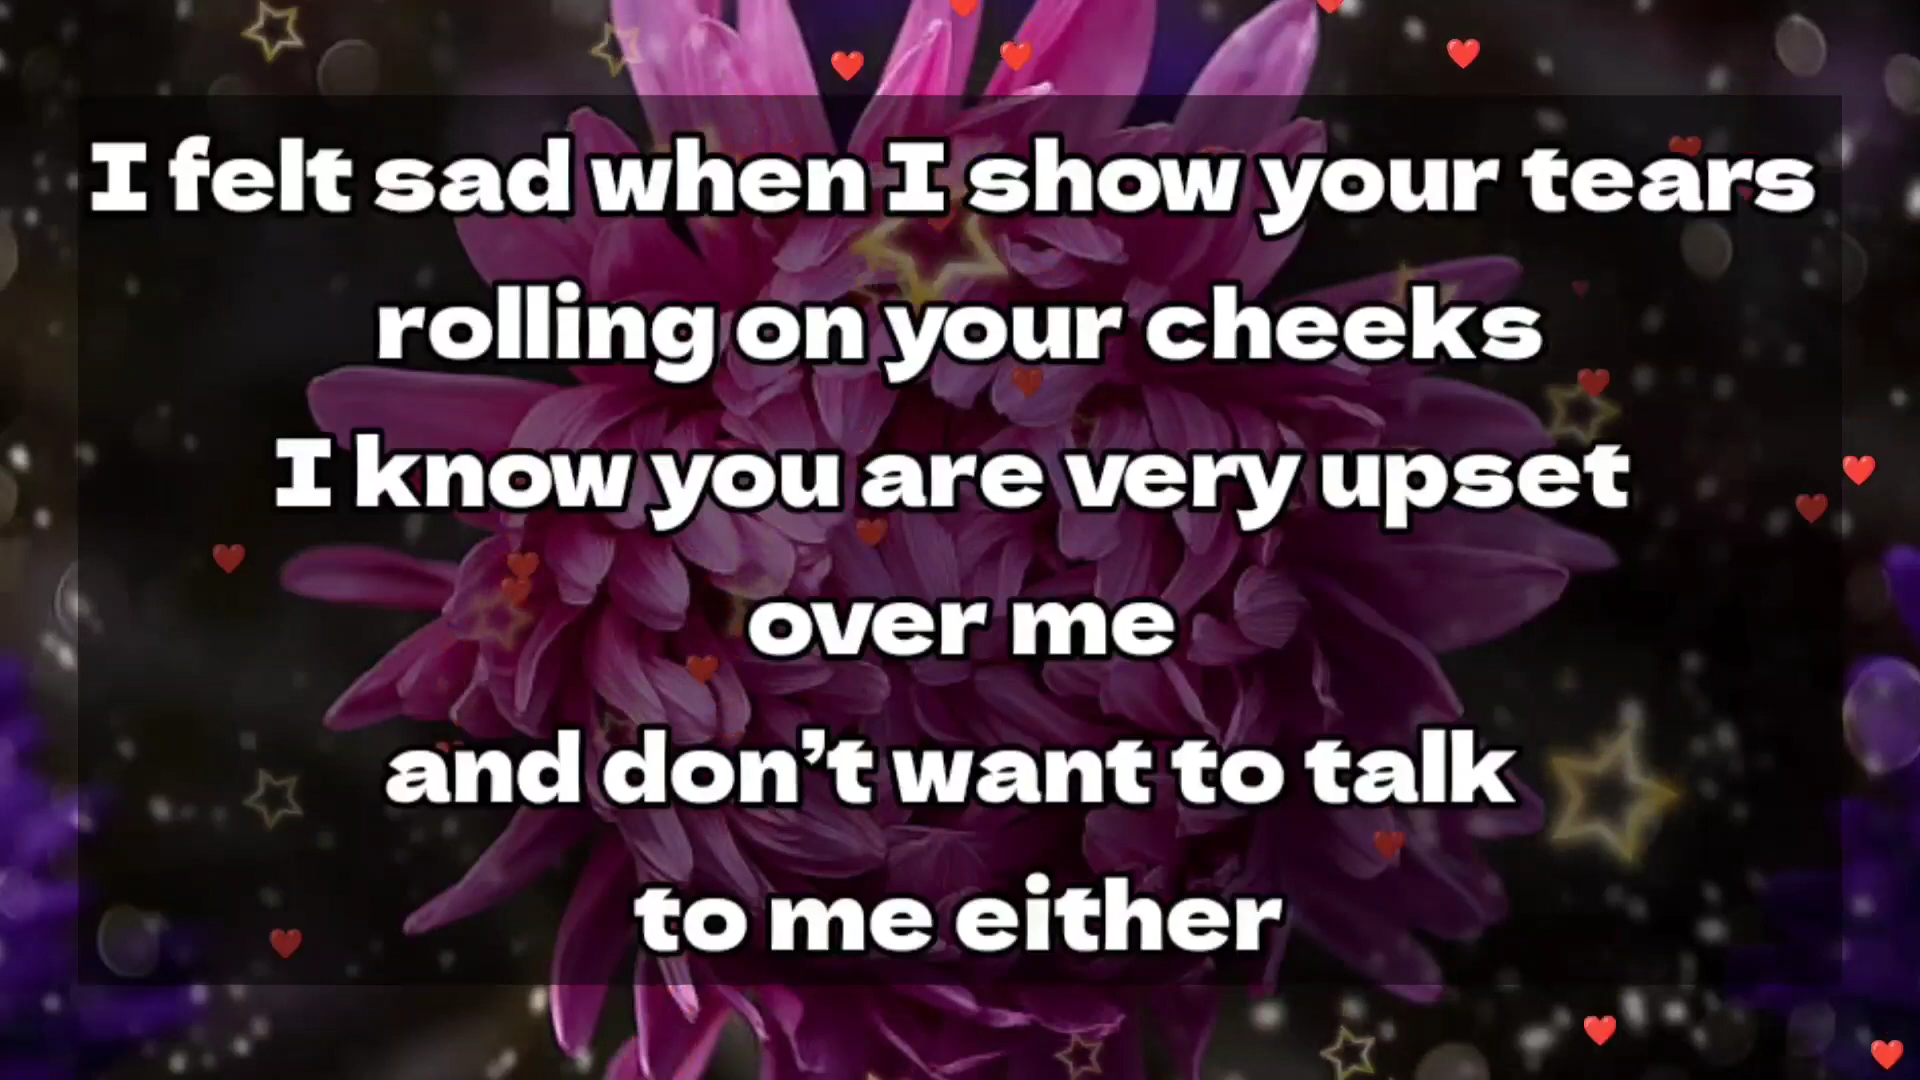 I felt sad when I show your tears
rolling on your cheeks
I know you are very upset
over me
and don't want to talk
to me either